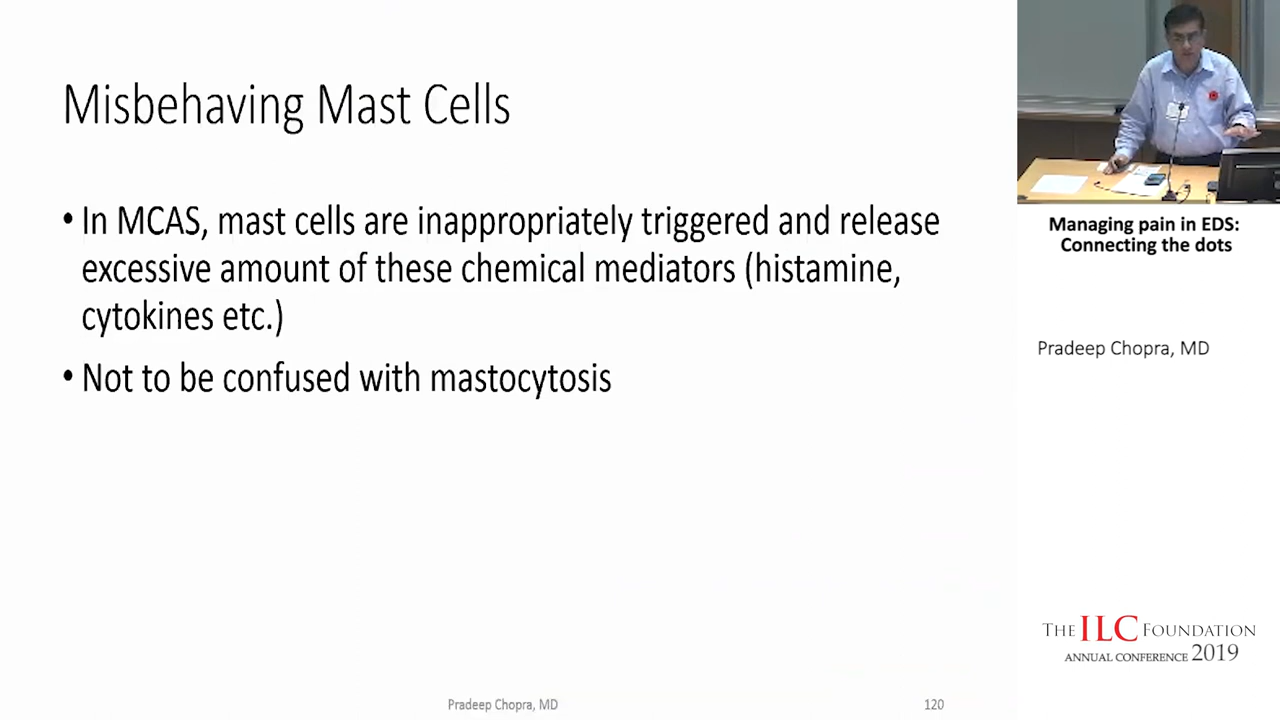 Misbehaving Mast Cells
• In MCAS, mast cells are inappropriately triggered and release
excessive amount of these chemical mediators (histamine,
cytokines etc.)
• Not to be confused with mastocytosis
Pradeep Chopra, MD
120
Managing pain in EDS:
Connecting the dots
Pradeep Chopra, MD
THE ILC FOUNDATION
ANNUAL CONFERENCE 2019